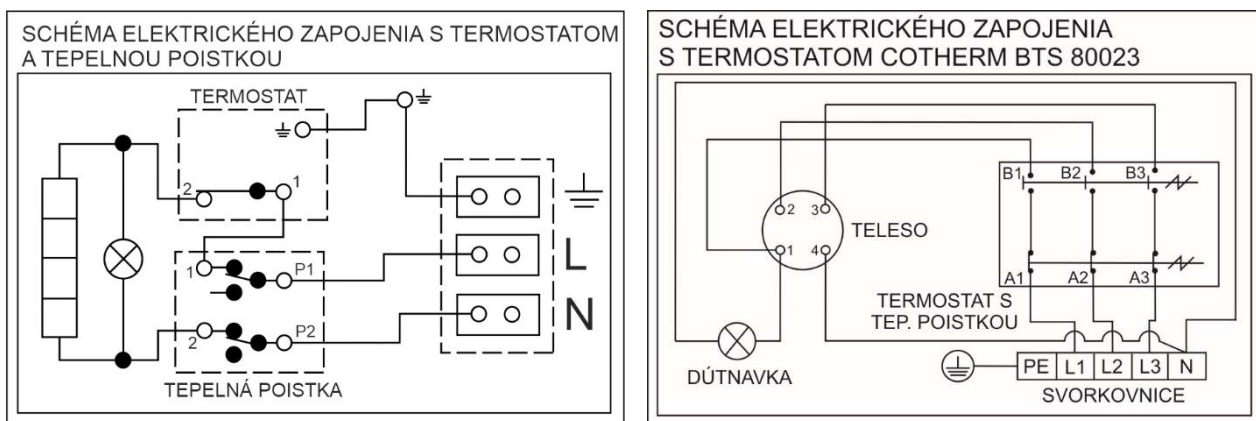 SCHÉMA ELEKTRICKÉHO ZAPOJENIA S TERMOSTATOM
A TEPELNOU POISTKOU
TERMOSTAT
2
1
1
P1
L
N
2
P2
TEPELNÁ POISTKA
SCHÉMA ELEKTRICKÉHO ZAPOJENIA
S TERMOSTATOM COTHERM BTS 80023
B1 B2 B3
2 3
TELESO
1 4
A1 A2 A3
TERMOSTAT S
TEP. POISTKOU
DÚTNAVKA
PE L1 L2 L3 N
SVORKOVNICE